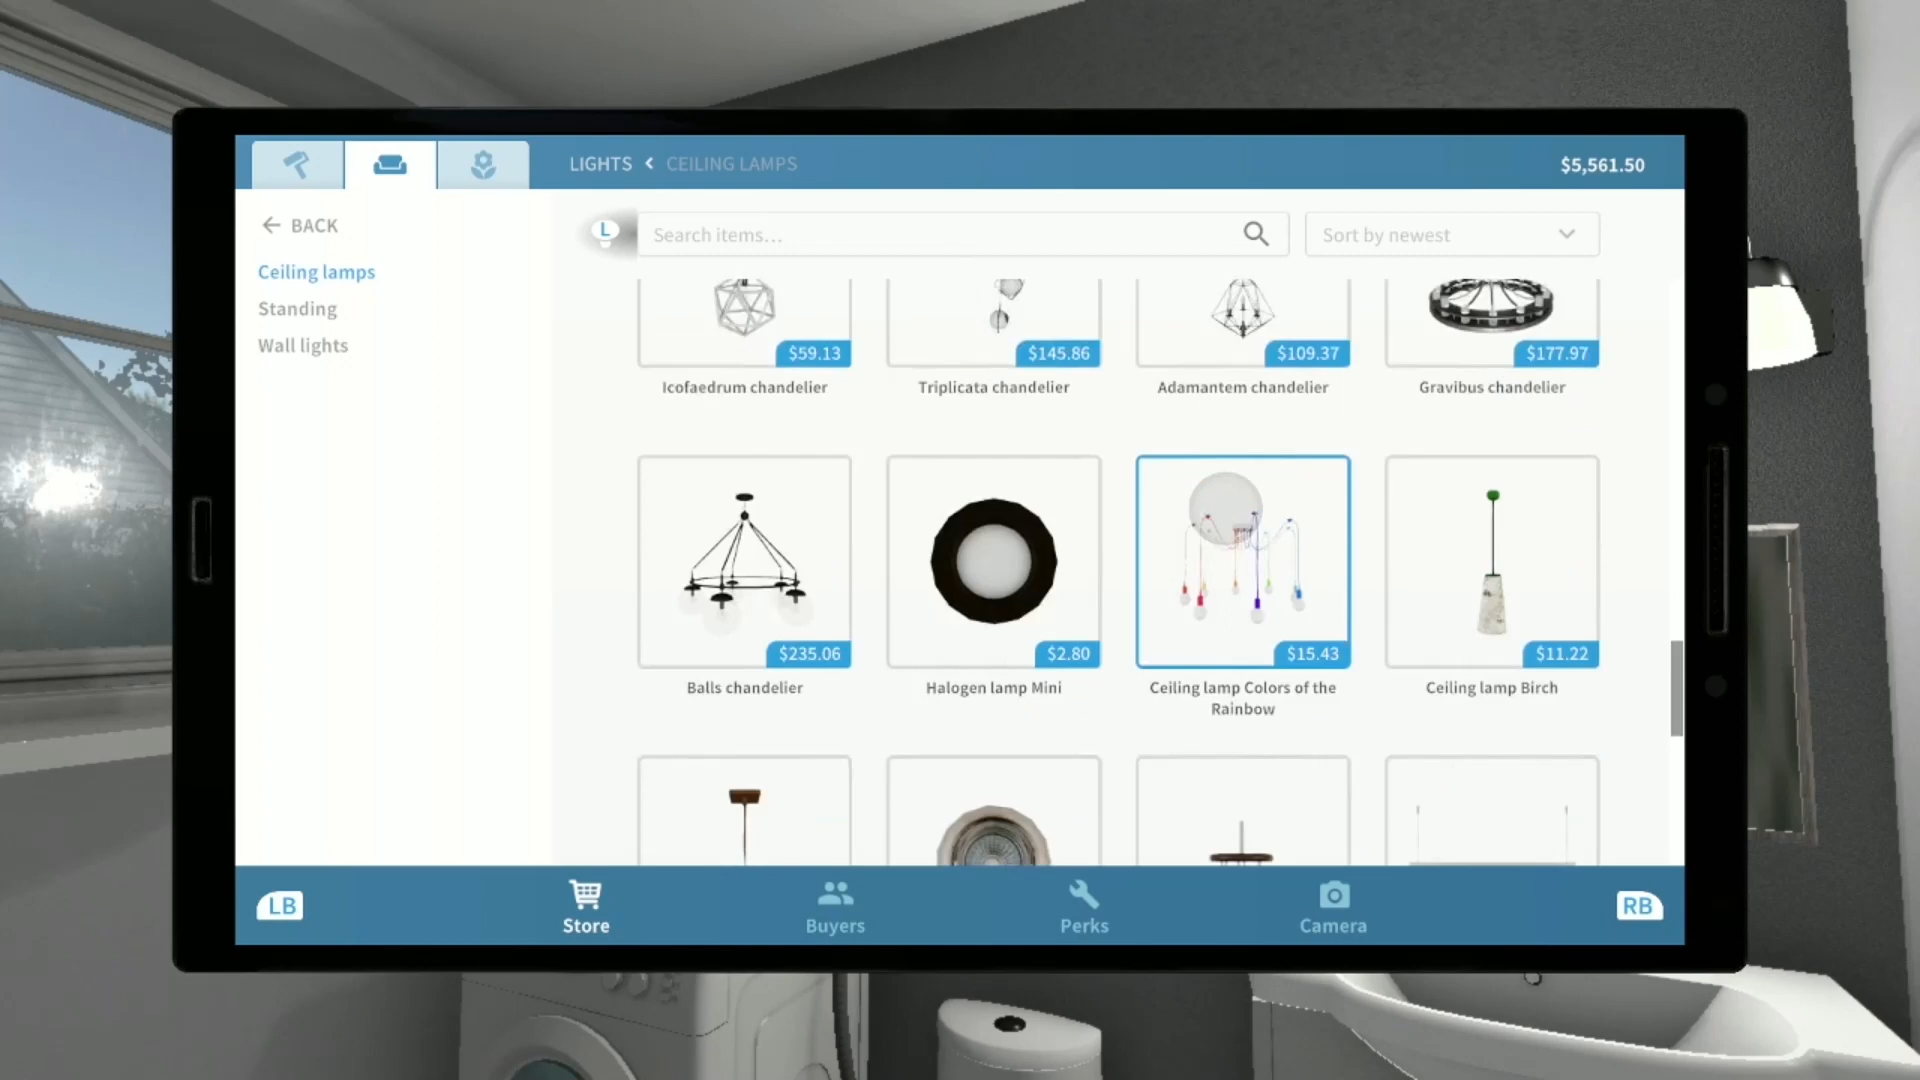 LIGHTS < CEILING LAMPS
$5,561.50
BACK
Ceiling lamps
Standing
Wall lights
L
Search items...
Sort by newest
$59.13
$145.86
$109.37
$177.97
Icofaedrum chandelier
Triplicata chandelier
Adamantem chandelier
Gravibus chandelier
$235.06
$2.80
$15.43
$11.22
Balls chandelier
Halogen lamp Mini
Ceiling lamp Colors of the
Rainbow
Ceiling lamp Birch
LB
Store
Buyers
Perks
Camera
RB